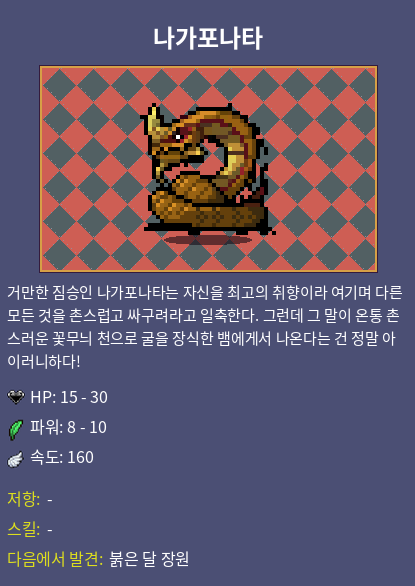 나가포나타
거만한 짐승인 나가포나타는 자신을 최고의 취향이라 여기며 다른
모든 것을 촌스럽고 싸구려라고 일축한다. 그런데 그 말이 온통 촌
스러운 꽃무늬 천으로 굴을 장식한 뱀에게서 나온다는 건 정말 아
이러니하다!
HP: 15 - 30
파워: 8 - 10
속도: 160
저항: -
스킬: -
다음에서 발견: 붉은 달 장원